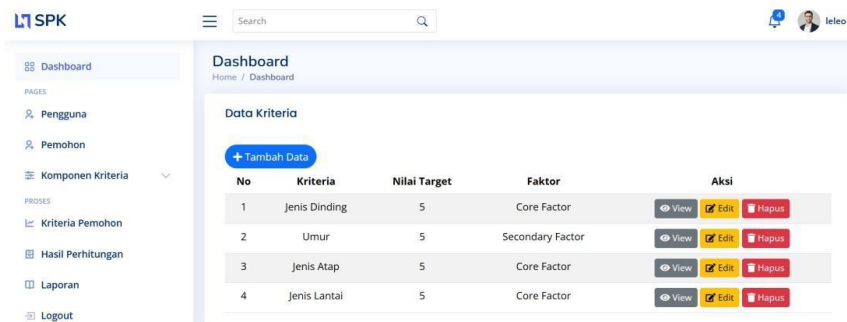 SPK
Search
4
leleo
Dashboard
PAGES
Pengguna
Pemohon
Komponen Kriteria
PROSES
Kriteria Pemohon
Hasil Perhitungan
Laporan
Logout
Dashboard
Home / Dashboard
Data Kriteria
+ Tambah Data
No Kriteria Nilai Target Faktor Aksi
1 Jenis Dinding 5 Core Factor View Edit Hapus
2 Umur 5 Secondary Factor View Edit Hapus
3 Jenis Atap 5 Core Factor View Edit Hapus
4 Jenis Lantai 5 Core Factor View Edit Hapus